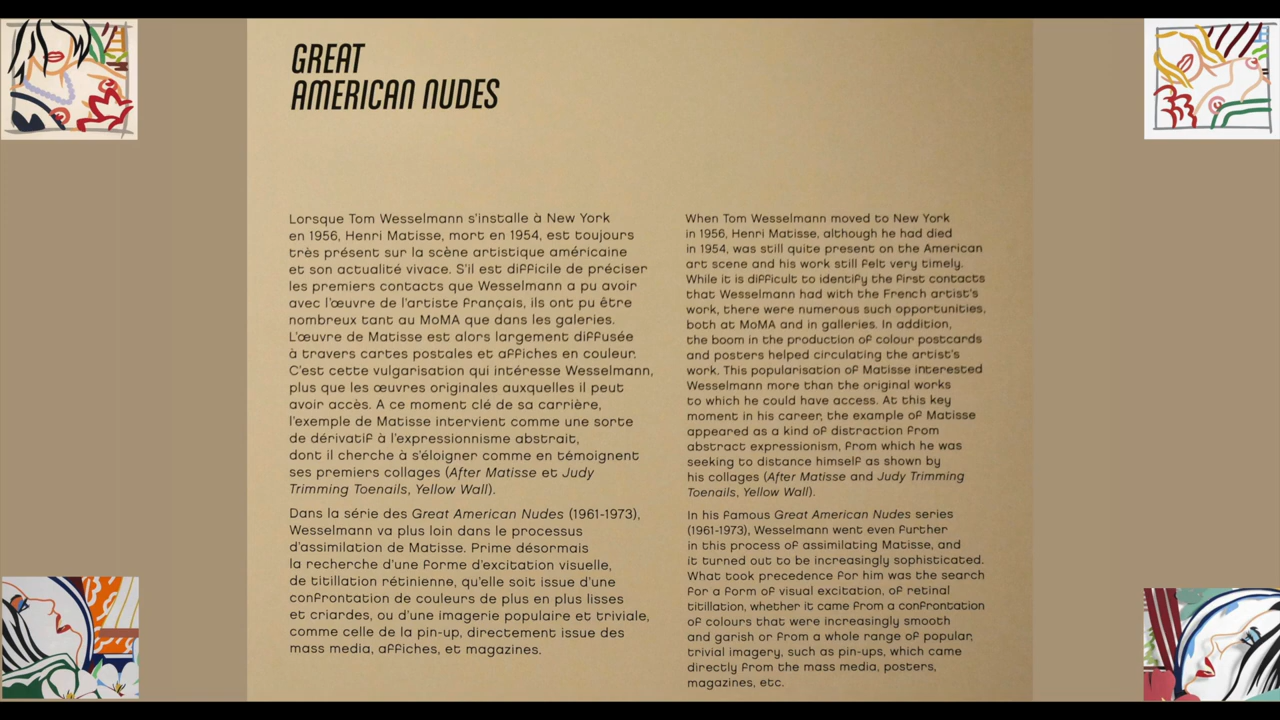 GREAT
AMERICAN NUDES
Lorsque Tom Wesselmann s'installe à New York
en 1956, Henri Matisse, mort en 1954, est toujours
très présent sur la scène artistique américaine
et son actualité vivace. S'il est difficile de préciser
les premiers contacts que Wesselmann a pu avoir
avec l'œuvre de l'artiste français, ils ont pu être
nombreux tant au MoMA que dans les galeries.
L'œuvre de Matisse est alors largement diffusée
à travers cartes postales et affiches en couleur.
C'est cette vulgarisation qui intéresse Wesselmann,
plus que les œuvres originales auxquelles il peut
avoir accès. A ce moment clé de sa carrière,
l'exemple de Matisse intervient comme une sorte
de dérivatif à l'expressionnisme abstrait,
dont il cherche à s'éloigner comme en témoignent
ses premiers collages (After Matisse et Judy
Trimming Toenails, Yellow Wall).
Dans la série des Great American Nudes (1961-1973),
Wesselmann va plus loin dans le processus
d'assimilation de Matisse. Prime désormais
la recherche d'une forme d'excitation visuelle,
de titillation rétinienne, qu'elle soit issue d'une
confrontation de couleurs de plus en plus lisses
et criardes, ou d'une imagerie populaire et triviale,
comme celle de la pin-up, directement issue des
mass media, affiches, et magazines.
When Tom Wesselmann moved to New York
in 1956, Henri Matisse, although he had died
in 1954, was still quite present on the American
art scene and his work still felt very timely.
While it is difficult to identify the first contacts
that Wesselmann had with the French artist's
work, there were numerous such opportunities,
both at MoMA and in galleries. In addition,
the boom in the production of colour postcards
and posters helped circulating the artist's
work. This popularisation of Matisse interested
Wesselmann more than the original works
to which he could have access. At this key
moment in his career, the example of Matisse
appeared as a kind of distraction from
abstract expressionism, from which he was
seeking to distance himself as shown by
his collages (After Matisse and Judy Trimming
Toenails, Yellow Wall).
In his famous Great American Nudes series
(1961-1973), Wesselmann went even further
in this process of assimilating Matisse, and
it turned out to be increasingly sophisticated.
What took precedence for him was the search
for a form of visual excitation, of retinal
titillation, whether it came from a confrontation
of colours that were increasingly smooth
and garish or from a whole range of popular,
trivial imagery, such as pin-ups, which came
directly from the mass media, posters,
magazines, etc.